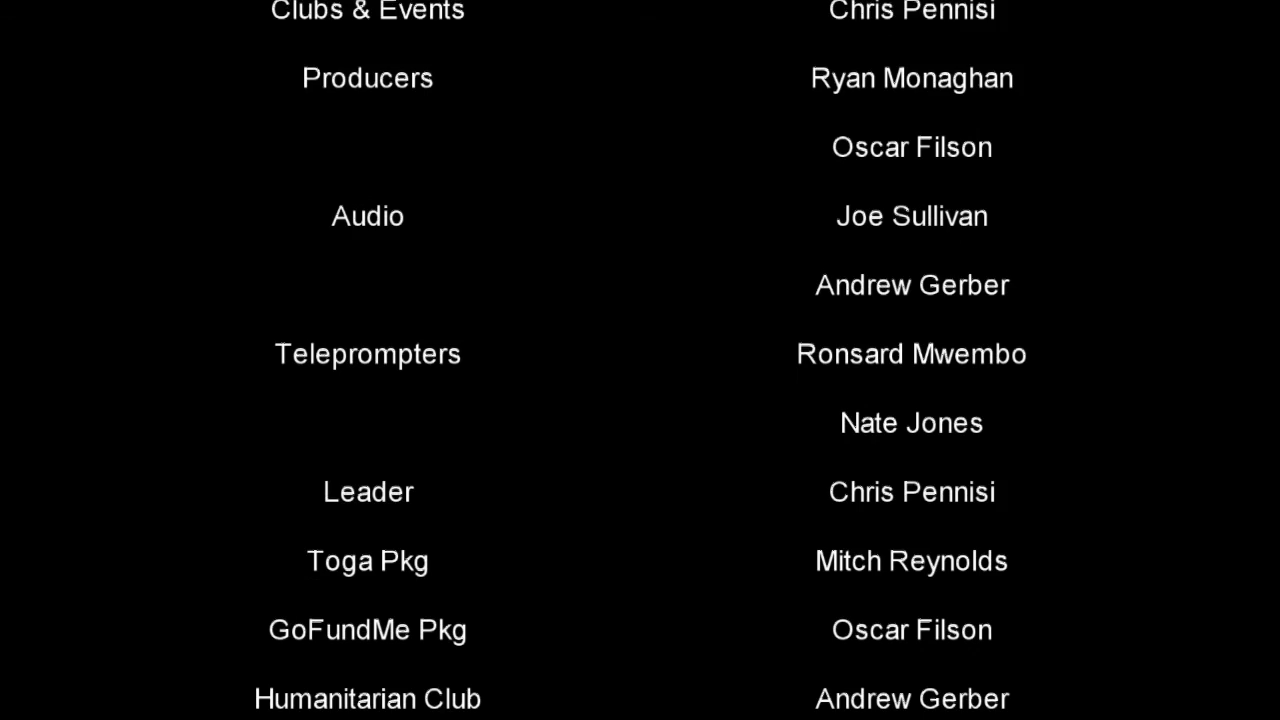 Clubs & Events Chris Pennisi
Producers Ryan Monaghan
Oscar Filson
Audio Joe Sullivan
Andrew Gerber
Teleprompters Ronsard Mwembo
Nate Jones
Leader Chris Pennisi
Toga Pkg Mitch Reynolds
GoFundMe Pkg Oscar Filson
Humanitarian Club Andrew Gerber